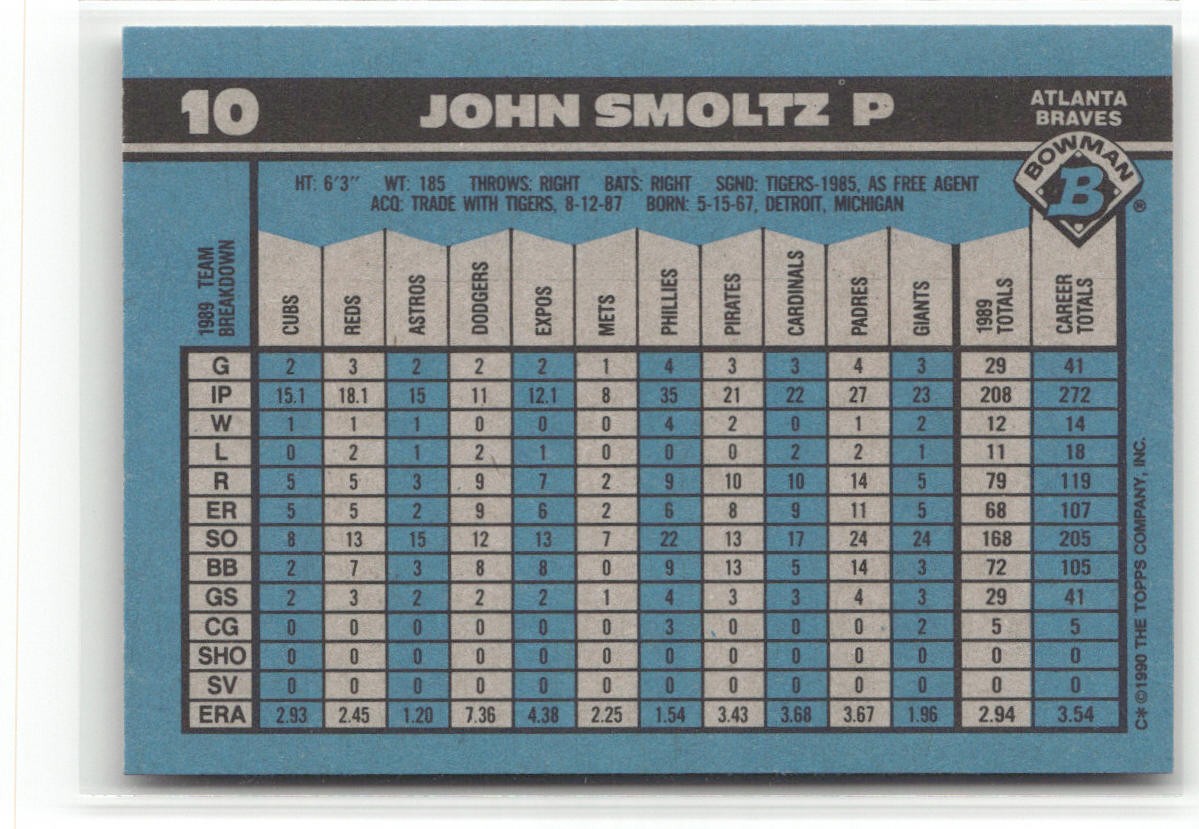 10 JOHN SMOLTZ P ATLANTA
BRAVES
BOWMAN
B ®
HT: 6'3" WT: 185 THROWS: RIGHT BATS: RIGHT SGND: TIGERS-1985, AS FREE AGENT
ACQ: TRADE WITH TIGERS, 8-12-87 BORN: 5-15-67, DETROIT, MICHIGAN
1989 TEAM
BREAKDOWN
CUBS
REDS
ASTROS
DODGERS
EXPOS
METS
PHILLIES
PIRATES
CARDINALS
PADRES
GIANTS
1989
TOTALS
CAREER
TOTALS
G 2 3 2 2 2 1 4 3 3 4 3 29 41
IP 15.1 18.1 15 11 12.1 8 35 21 22 27 23 208 272
W 1 1 1 0 0 0 4 2 0 1 2 12 14
L 0 2 1 2 1 0 0 0 2 2 1 11 18
R 5 5 3 9 7 2 9 10 10 14 5 79 119
ER 5 5 2 9 6 2 6 8 9 11 5 68 107
SO 8 13 15 12 13 7 22 13 17 24 24 168 205
BB 2 7 3 8 8 0 9 13 5 14 3 72 105
GS 2 3 2 2 2 1 4 3 3 4 3 29 41
CG 0 0 0 0 0 0 3 0 0 0 2 5 5
SHO 0 0 0 0 0 0 0 0 0 0 0 0 0
SV 0 0 0 0 0 0 0 0 0 0 0 0 0
ERA 2.93 2.45 1.20 7.36 4.38 2.25 1.54 3.43 3.68 3.67 1.96 2.94 3.54
C* ©1990 THE TOPPS COMPANY, INC.